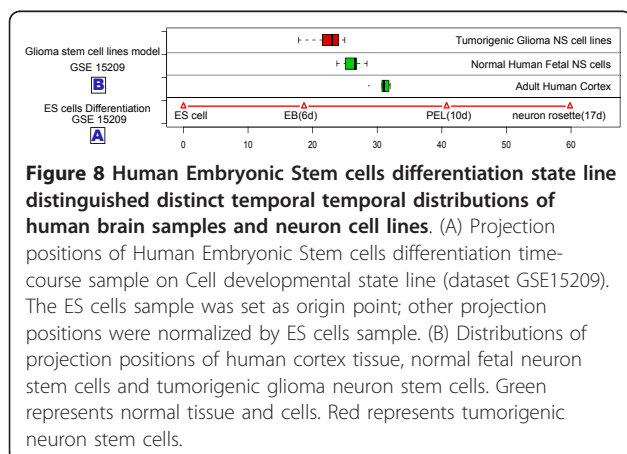 Glioma stem cell lines model
GSE 15209
B
Tumorigenic Glioma NS cell lines
Normal Human Fetal NS cells
Adult Human Cortex
ES cells Differentiation
GSE 15209
A
ES cell EB(6d) PEL(10d) neuron rosette(17d)
0 10 20 30 40 50 60
Figure 8 Human Embryonic Stem cells differentiation state line
distinguished distinct temporal temporal distributions of
human brain samples and neuron cell lines. (A) Projection
positions of Human Embryonic Stem cells differentiation time-
course sample on Cell developmental state line (dataset GSE15209).
The ES cells sample was set as origin point; other projection
positions were normalized by ES cells sample. (B) Distributions of
projection positions of human cortex tissue, normal fetal neuron
stem cells and tumorigenic glioma neuron stem cells. Green
represents normal tissue and cells. Red represents tumorigenic
neuron stem cells.